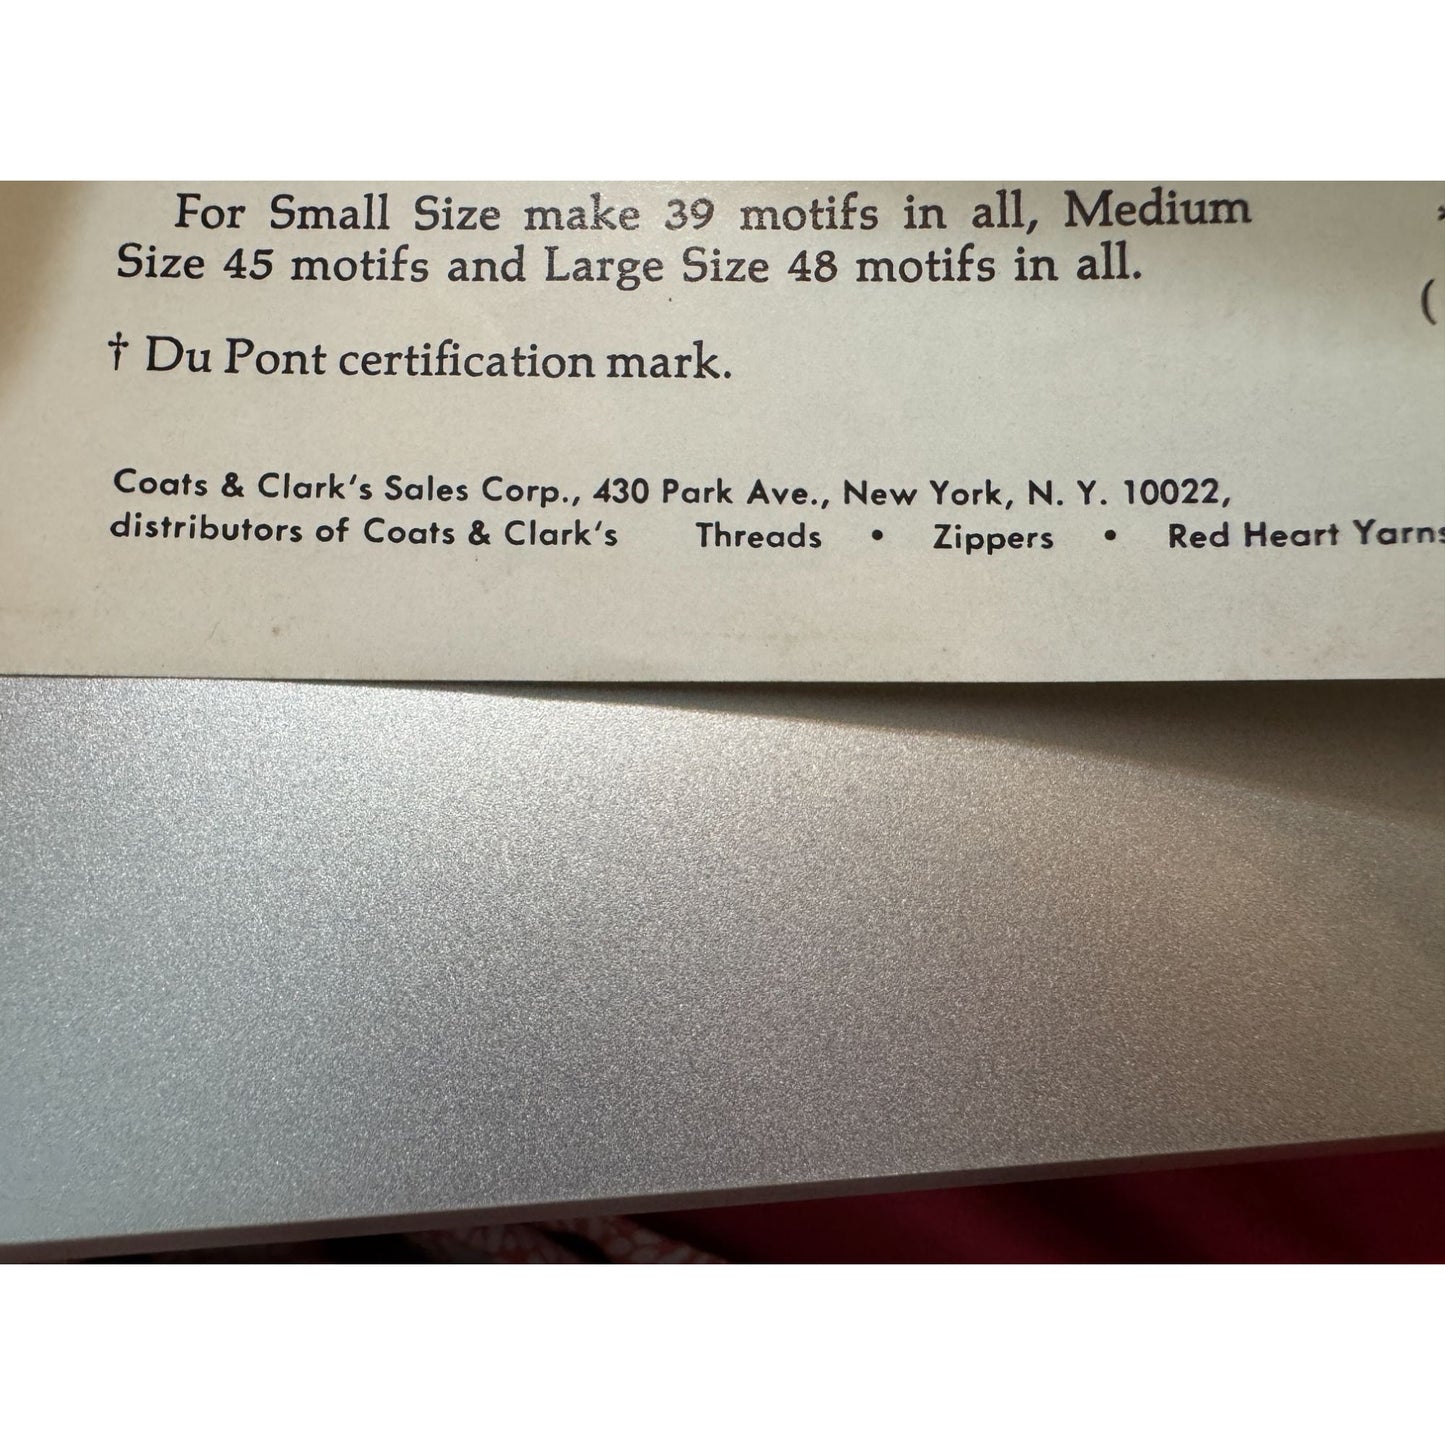 For Small Size make 39 motifs in all, Medium
Size 45 motifs and Large Size 48 motifs in all.
† Du Pont certification mark.
Coats & Clark's Sales Corp., 430 Park Ave., New York, N. Y. 10022,
distributors of Coats & Clark's Threads • Zippers • Red Heart Yarns
(